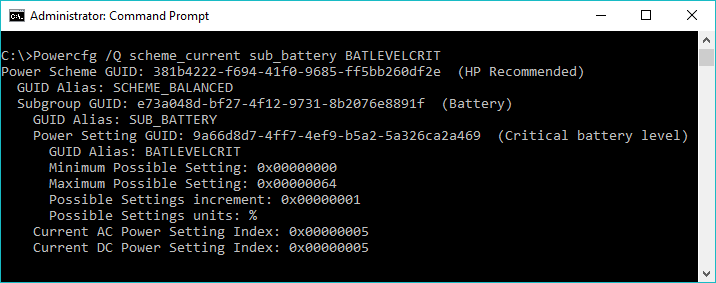 Administrator: Command Prompt
C:\>Powercfg /Q scheme_current sub_battery BATLEVELCRIT
Power Scheme GUID: 381b4222-f694-41f0-9685-ff5bb260df2e  (HP Recommended)
  GUID Alias: SCHEME_BALANCED
  Subgroup GUID: e73a048d-bf27-4f12-9731-8b2076e8891f  (Battery)
    GUID Alias: SUB_BATTERY
    Power Setting GUID: 9a66d8d7-4ff7-4ef9-b5a2-5a326ca2a469  (Critical battery level)
      GUID Alias: BATLEVELCRIT
      Minimum Possible Setting: 0x00000000
      Maximum Possible Setting: 0x00000064
      Possible Settings increment: 0x00000001
      Possible Settings units: %
    Current AC Power Setting Index: 0x00000005
    Current DC Power Setting Index: 0x00000005